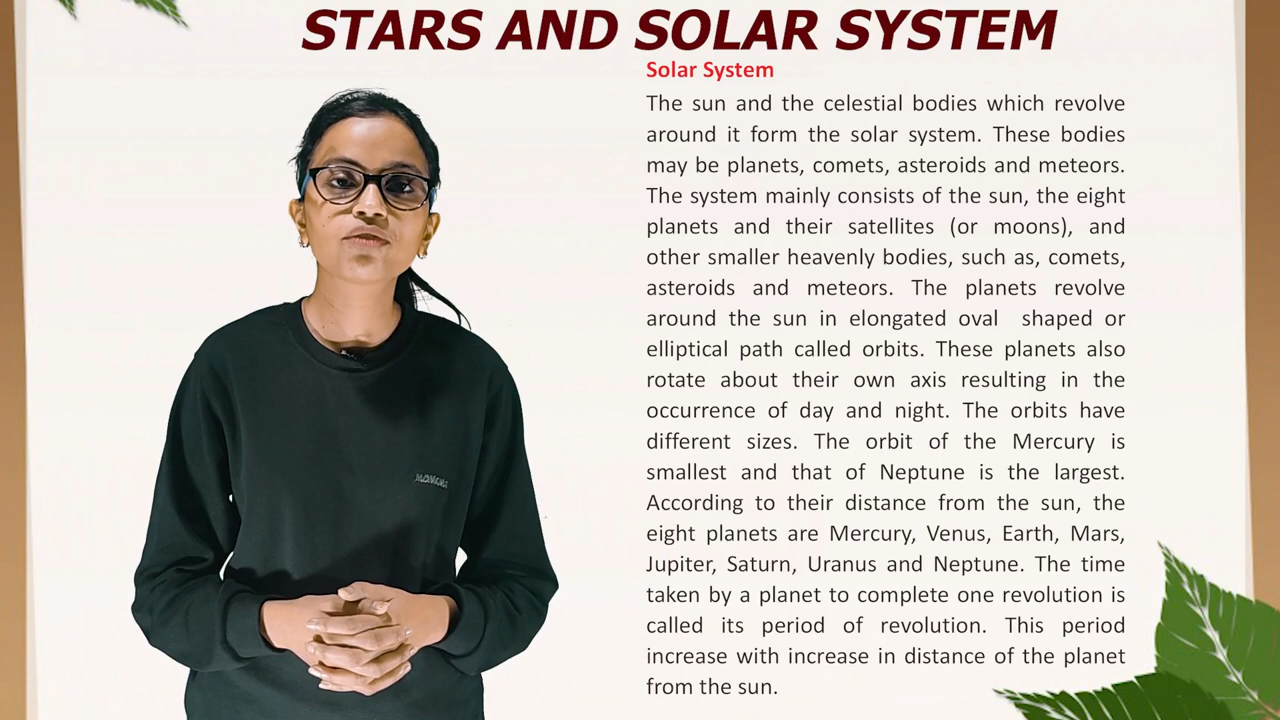 STARS AND SOLAR SYSTEM
Solar System
The sun and the celestial bodies which revolve
around it form the solar system. These bodies
may be planets, comets, asteroids and meteors.
The system mainly consists of the sun, the eight
planets and their satellites (or moons), and
other smaller heavenly bodies, such as, comets,
asteroids and meteors. The planets revolve
around the sun in elongated oval shaped or
elliptical path called orbits. These planets also
rotate about their own axis resulting in the
occurrence of day and night. The orbits have
different sizes. The orbit of the Mercury is
smallest and that of Neptune is the largest.
According to their distance from the sun, the
eight planets are Mercury, Venus, Earth, Mars,
Jupiter, Saturn, Uranus and Neptune. The time
taken by a planet to complete one revolution is
called its period of revolution. This period
increase with increase in distance of the planet
from the sun.